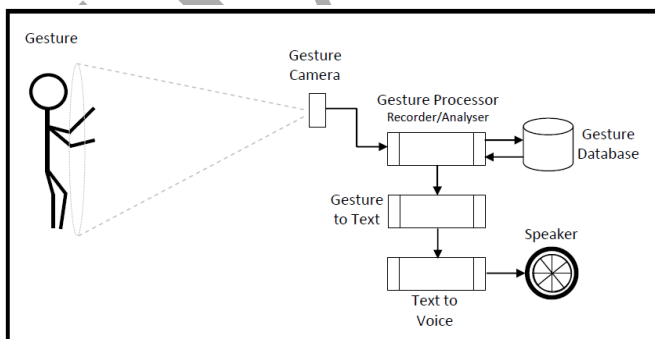 Gesture
Gesture
Camera
Gesture Processor
Recorder/Analyser
Gesture
Database
Gesture
to Text
Speaker
Text to
Voice